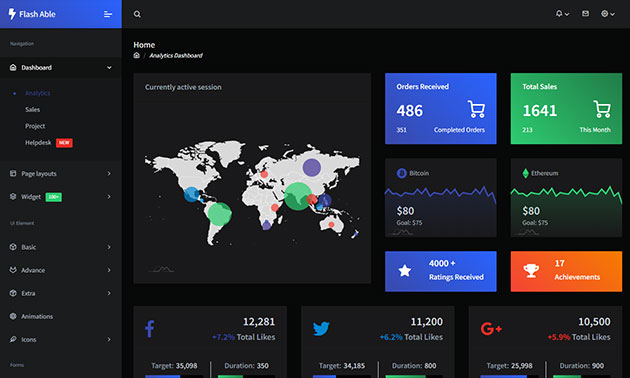 Flash Able
Navigation
Dashboard
Analytics
Sales
Project
Helpdesk NEW
Page layouts
Widget 100+
UI Element
Basic
Advance
Extra
Animations
Icons
Forms
Home
/ Analytics Dashboard
Currently active session
Orders Received
486
351 Completed Orders
Total Sales
1641
213 This Month
Bitcoin
$80
Goal: $75
Ethereum
$80
Goal: $75
4000 +
Ratings Received
17
Achievements
12,281
+7.2% Total Likes
Target: 35,098 Duration: 350
11,200
+6.2% Total Likes
Target: 34,185 Duration: 800
G+ 10,500
+5.9% Total Likes
Target: 25,998 Duration: 900